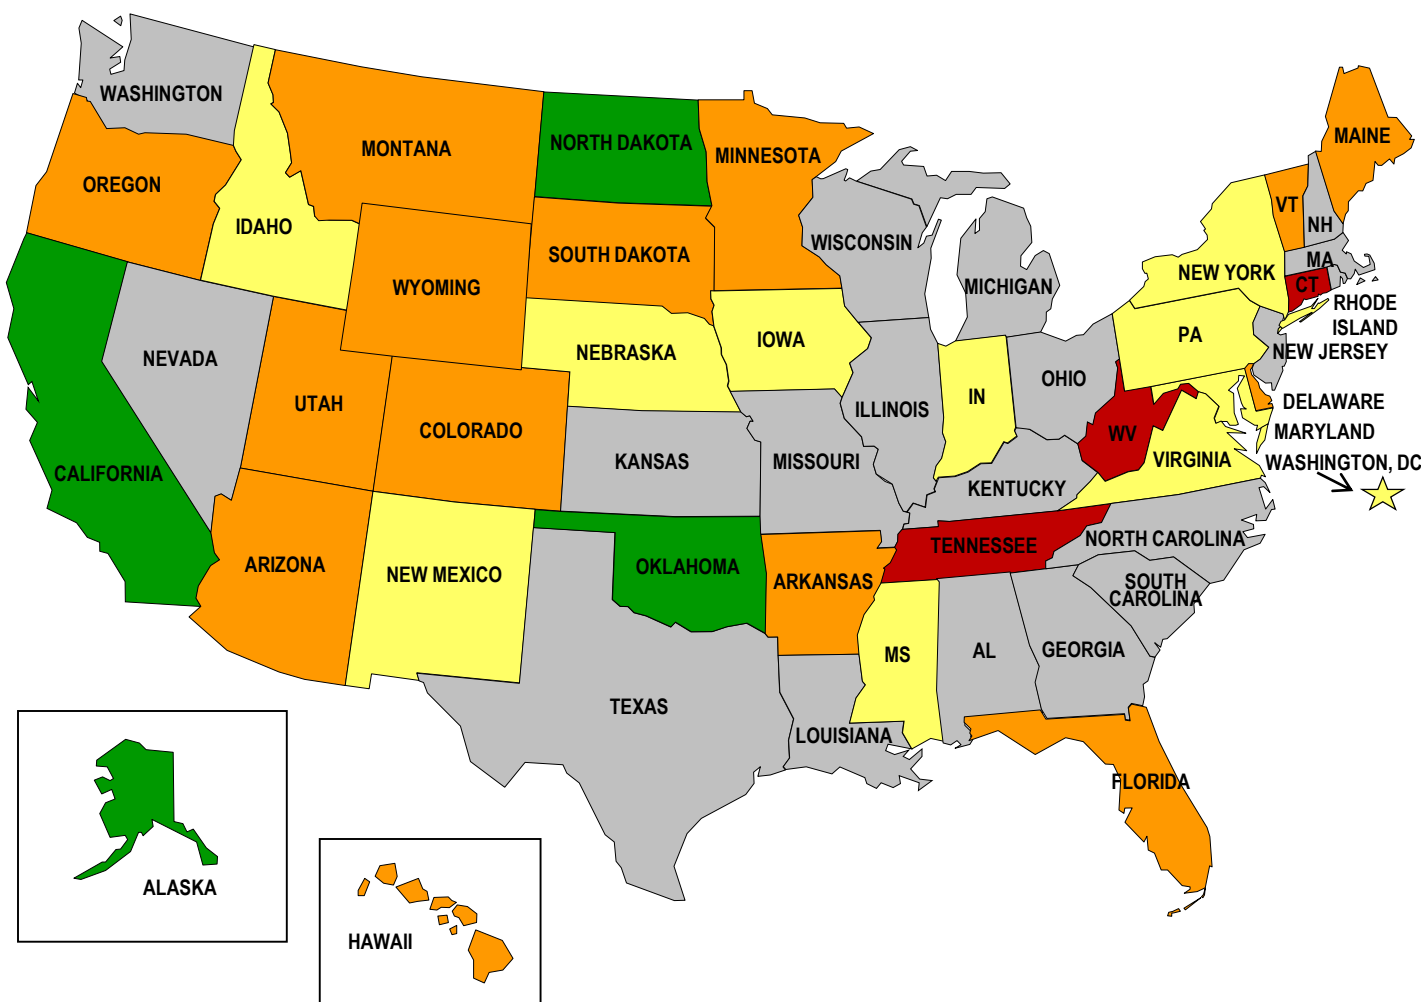 WASHINGTON
MONTANA
NORTH DAKOTA
MINNESOTA
MAINE
OREGON
IDAHO
VT
NH
WISCONSIN
SOUTH DAKOTA
MA
NEW YORK
WYOMING
MICHIGAN
CT
RHODE
ISLAND
PA
IOWA
NEBRASKA
NEVADA
NEW JERSEY
OHIO
IN
UTAH
DELAWARE
ILLINOIS
COLORADO
WV
MARYLAND
KANSAS
MISSOURI
VIRGINIA
WASHINGTON, DC
CALIFORNIA
KENTUCKY
NORTH CAROLINA
TENNESSEE
ARIZONA
OKLAHOMA
NEW MEXICO
ARKANSAS
SOUTH
CAROLINA
MS
AL
GEORGIA
TEXAS
LOUISIANA
FLORIDA
ALASKA
HAWAII